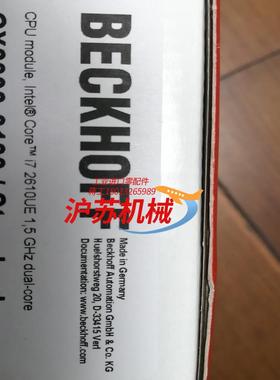 BECKHOFF
CPU module, Intel® Core™ i7 2610UE 1,5 GHz dual-core
Made in Germany
Beckhoff Automation GmbH & Co. KG
Huelshorstweg 20, D-33415 Verl
Documentation: www.beckhoff.com
沪苏机械